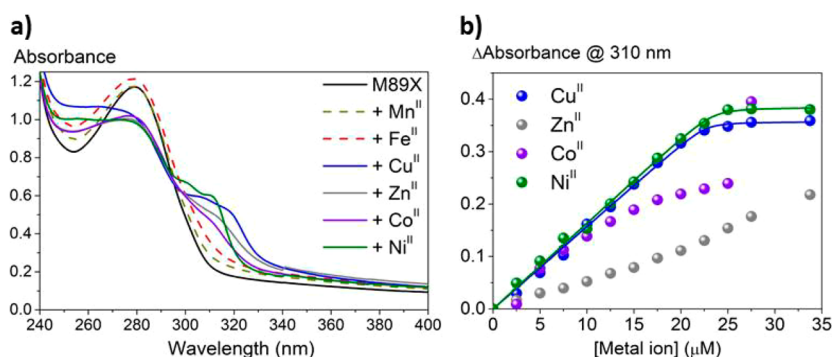 a)
Absorbance
1.2
1.0
0.8
0.6
0.4
0.2
0.0
240 260 280 300 320 340 360 380 400
Wavelength (nm)
M89X
+ Mn^II
+ Fe^II
+ Cu^II
+ Zn^II
+ Co^II
+ Ni^II
b)
ΔAbsorbance @ 310 nm
0.4
0.3
0.2
0.1
0.0
0 5 10 15 20 25 30 35
[Metal ion] (μM)
Cu^II
Zn^II
Co^II
Ni^II